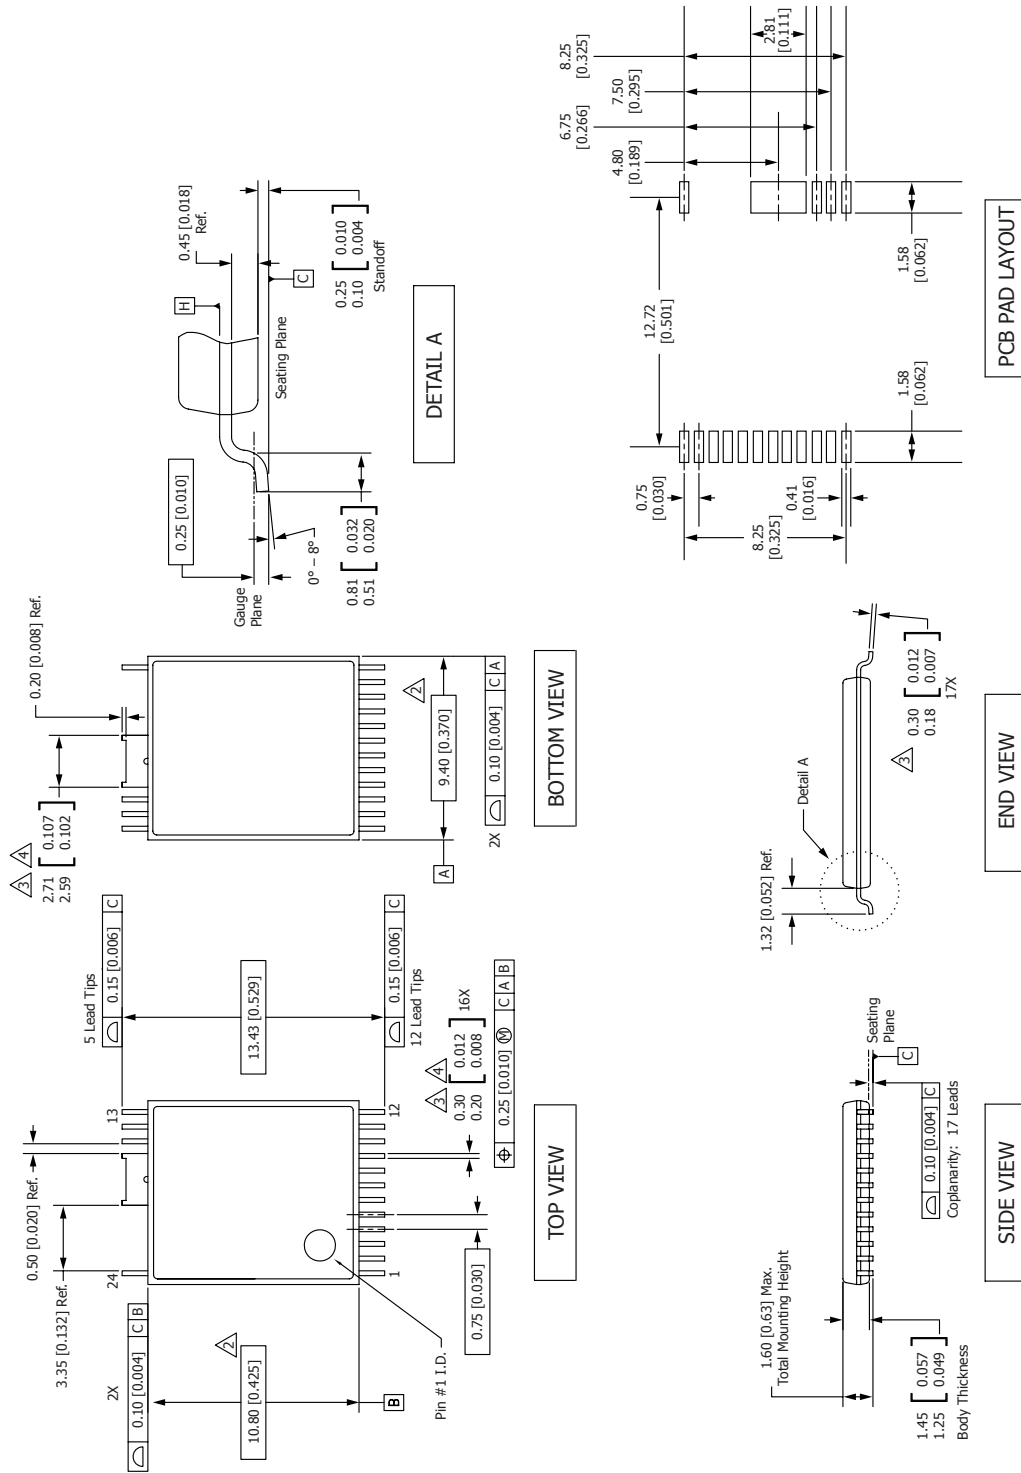 2X
0.10 [0.004] C B
3.35 [0.132] Ref.
0.50 [0.020] Ref.
24
13
5 Lead Tips
0.15 [0.006] C
10.80 [0.425]
2
B
Pin #1 I.D.
1
12
0.75 [0.030]
13.43 [0.529]
0.15 [0.006] C
12 Lead Tips
3
4
0.30 [0.012]
0.20 [0.008]
16X
0.25 [0.010] M C A B
TOP VIEW
3
4
2.71 [0.107]
2.59 [0.102]
0.20 [0.008] Ref.
A
9.40 [0.370]
2
2X
0.10 [0.004] C A
BOTTOM VIEW
Gauge
Plane
0.25 [0.010]
H
0.45 [0.018]
Ref.
Seating Plane
C
0° – 8°
0.81 [0.032]
0.51 [0.020]
0.25 [0.010]
0.10 [0.004]
Standoff
DETAIL A
1.60 [0.63] Max.
Total Mounting Height
1.45 [0.057]
1.25 [0.049]
Body Thickness
Seating
Plane
C
0.10 [0.004] C
Coplanarity: 17 Leads
SIDE VIEW
1.32 [0.052] Ref.
Detail A
3
0.30 [0.012]
0.18 [0.007]
17X
END VIEW
0.75
[0.030]
8.25
[0.325]
0.41
[0.016]
12.72
[0.501]
1.58
[0.062]
1.58
[0.062]
4.80
[0.189]
6.75
[0.266]
7.50
[0.295]
8.25
[0.325]
2.81
[0.111]
PCB PAD LAYOUT